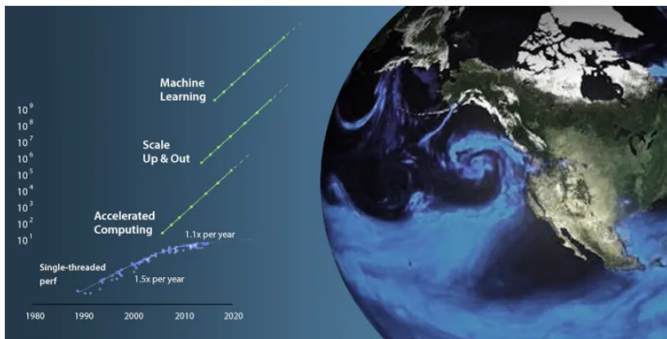 Machine
Learning
Scale
Up & Out
Accelerated
Computing
10⁹
10⁸
10⁷
10⁶
10⁵
10⁴
10³
10²
10¹
1.1x per year
Single-threaded
perf
1.5x per year
1980
1990
2000
2010
2020